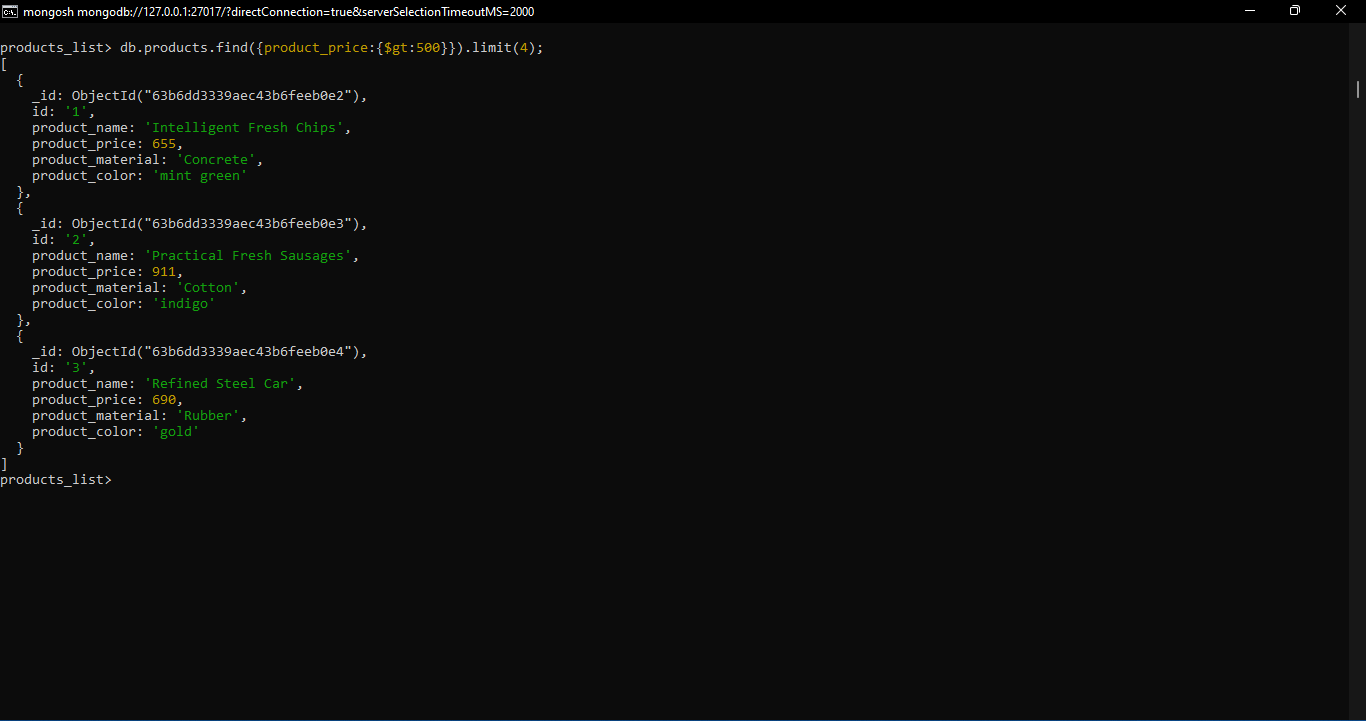 mongosh mongodb://127.0.0.1:27017/?directConnection=true&serverSelectionTimeoutMS=2000
products_list> db.products.find({product_price:{$gt:500}}).limit(4);
[
  {
    _id: ObjectId("63b6dd3339aec43b6feeb0e2"),
    id: '1',
    product_name: 'Intelligent Fresh Chips',
    product_price: 655,
    product_material: 'Concrete',
    product_color: 'mint green'
  },
  {
    _id: ObjectId("63b6dd3339aec43b6feeb0e3"),
    id: '2',
    product_name: 'Practical Fresh Sausages',
    product_price: 911,
    product_material: 'Cotton',
    product_color: 'indigo'
  },
  {
    _id: ObjectId("63b6dd3339aec43b6feeb0e4"),
    id: '3',
    product_name: 'Refined Steel Car',
    product_price: 690,
    product_material: 'Rubber',
    product_color: 'gold'
  }
]
products_list>